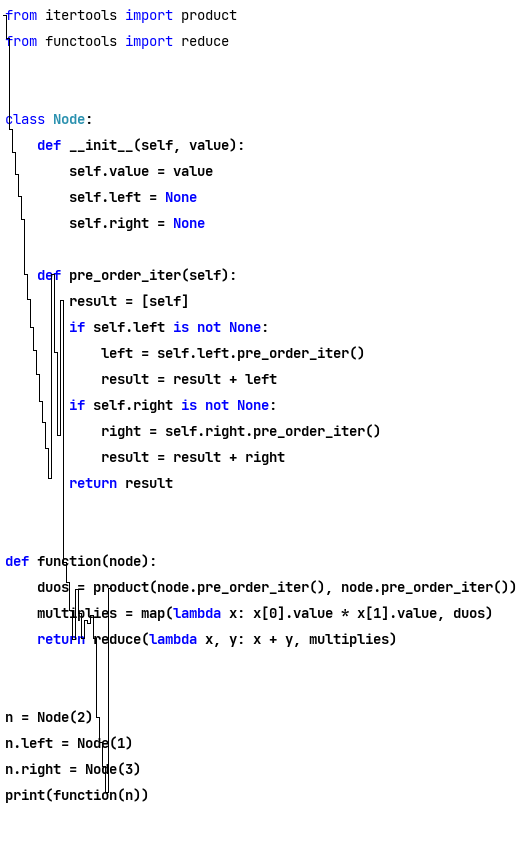 from itertools import product
from functools import reduce
class Node:
    def __init__(self, value):
        self.value = value
        self.left = None
        self.right = None
    def pre_order_iter(self):
        result = [self]
        if self.left is not None:
            left = self.left.pre_order_iter()
            result = result + left
        if self.right is not None:
            right = self.right.pre_order_iter()
            result = result + right
        return result
def function(node):
    duos = product(node.pre_order_iter(), node.pre_order_iter())
    multiplies = map(lambda x: x[0].value * x[1].value, duos)
    return reduce(lambda x, y: x + y, multiplies)
n = Node(2)
n.left = Node(1)
n.right = Node(3)
print(function(n))